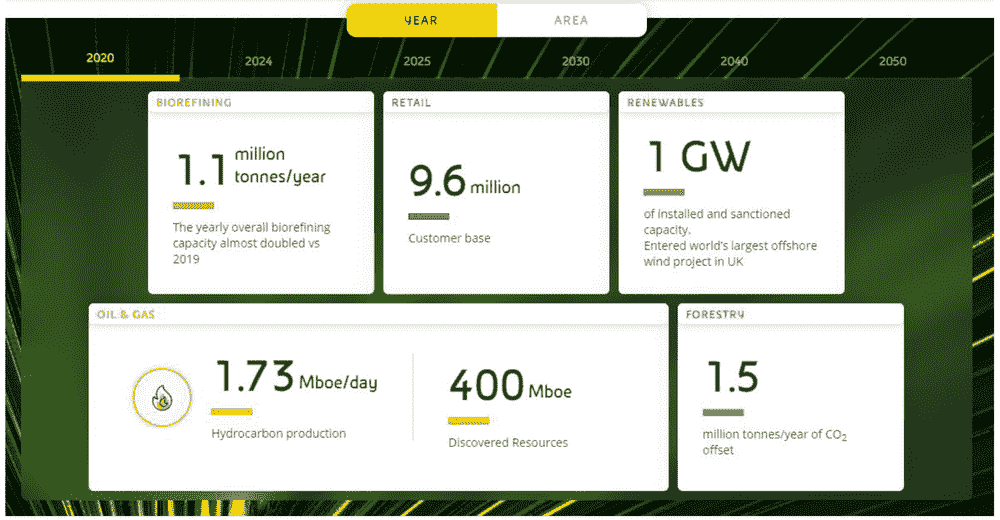 YEAR
AREA
2020
2024
2025
2030
2040
2050
BIOREFINING
1.1 million
tonnes/year
The yearly overall biorefining
capacity almost doubled vs
2019
RETAIL
9.6 million
Customer base
RENEWABLES
1 GW
of installed and sanctioned
capacity.
Entered world's largest offshore
wind project in UK
OIL & GAS
1.73 Mboe/day
Hydrocarbon production
400 Mboe
Discovered Resources
FORESTRY
1.5
million tonnes/year of CO₂
offset